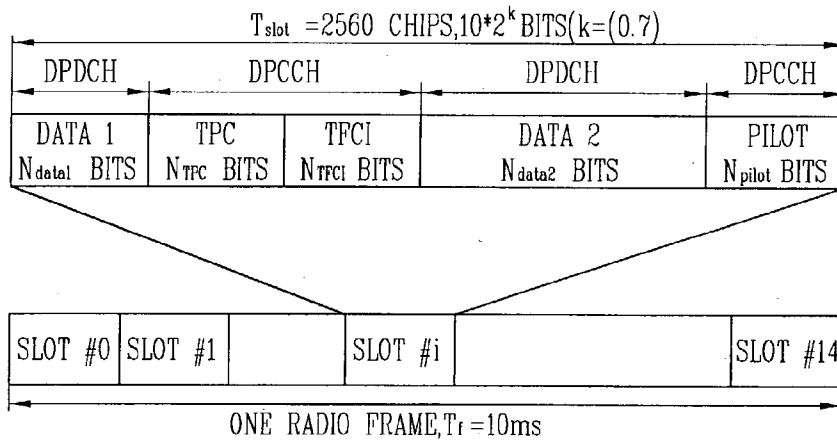 Tslot =2560 CHIPS,10*2^k BITS(k=(0.7)
DPDCH DPCCH DPDCH DPCCH
DATA 1 TPC TFCI DATA 2 PILOT
Ndata1 BITS NTPC BITS NTFCI BITS Ndata2 BITS Npilot BITS
SLOT #0 SLOT #1 SLOT #i SLOT #14
ONE RADIO FRAME,Tf =10ms